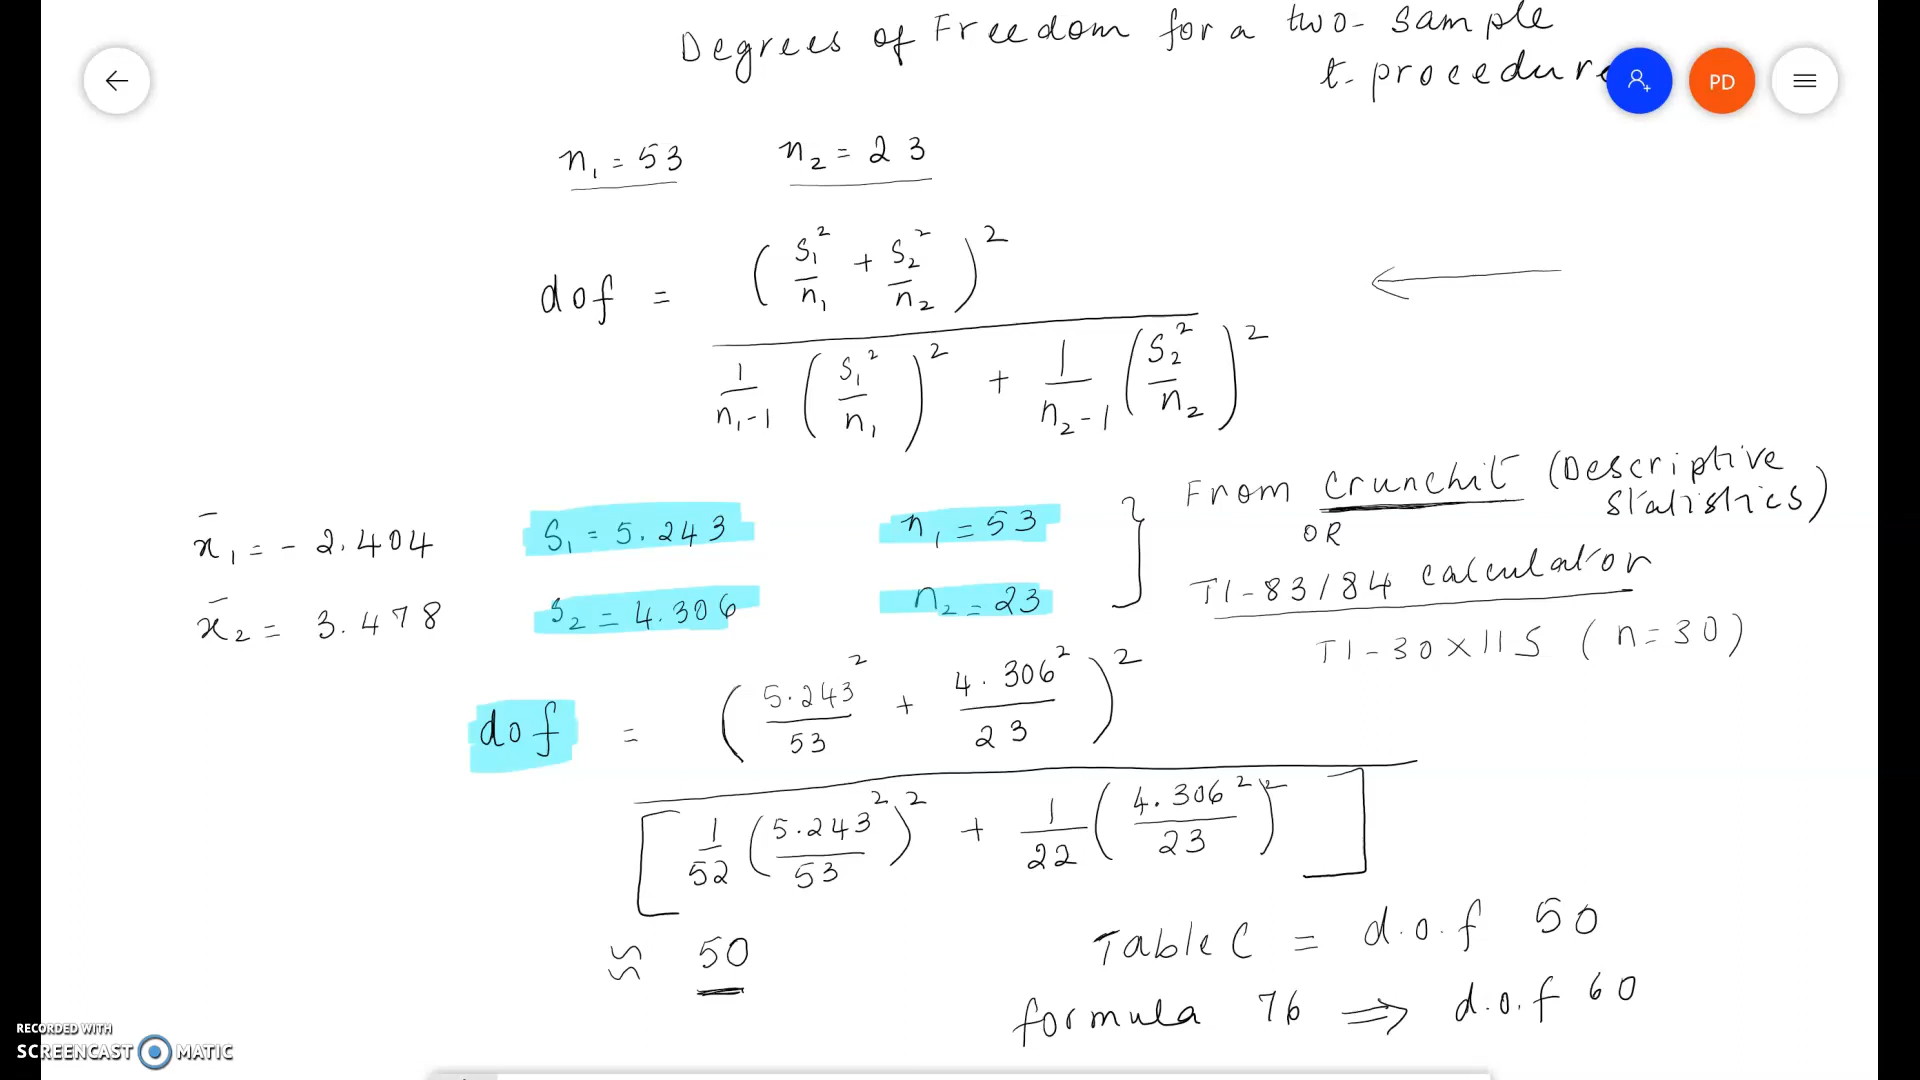 Degrees of Freedom for a two-sample
t-procedure
PD
n₁ = 53 n₂ = 23
dof = (s₁²/n₁ + s₂²/n₂)² / 1/(n₁-1) (s₁²/n₁)² + 1/(n₂-1) (s₂²/n₂)²
From Crunchit (Descriptive
statistics)
OR
TI-83/84 calculator
TI-30XIIS (n=30)
x̄₁ = -2.404 S₁ = 5.243 n₁ = 53
x̄₂ = 3.478 S₂ = 4.306 n₂ = 23
dof = (5.243²/53 + 4.306²/23)² / [1/52 (5.243²/53)² + 1/22 (4.306²/23)²]
≈ 50
Table C = d.o.f 50
formula 76 ⇒ d.o.f 60
RECORDED WITH
SCREENCAST MATIC